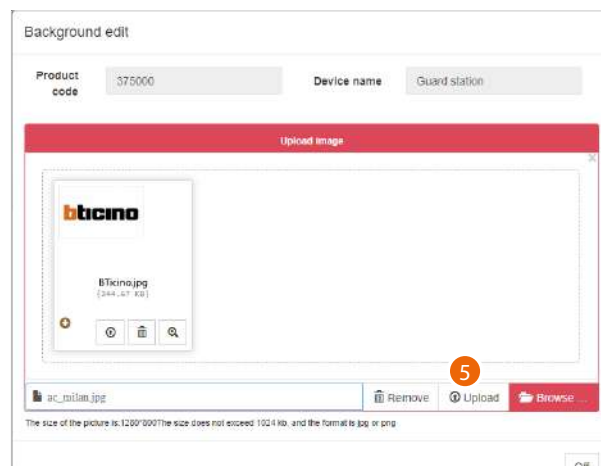 Background edit
Product code 375000 Device name Guard station
Upload image
×
bticino
BTicino.jpg
(244.67 KB)
5
ac_milan.jpg Remove Upload Browse ...
The size of the picture is:1280*800The size does not exceed 1024 kb, and the format is jpg or png